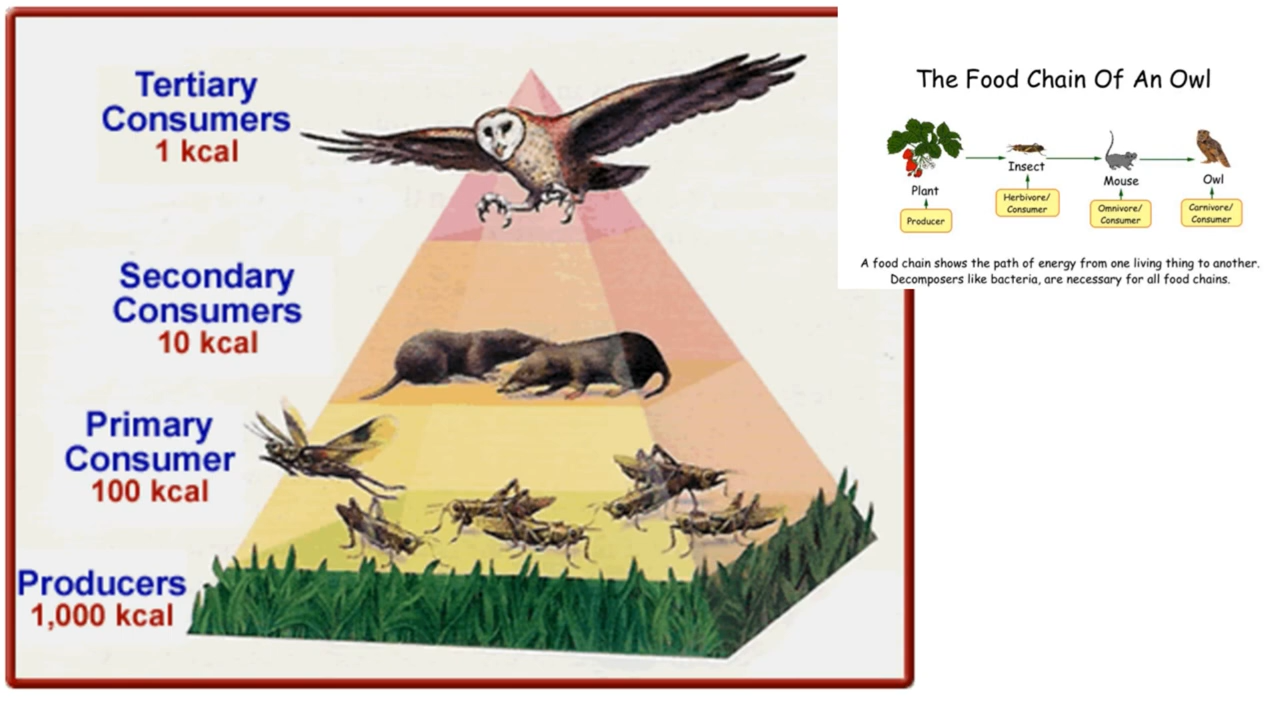 Tertiary
Consumers
1 kcal
Secondary
Consumers
10 kcal
Primary
Consumer
100 kcal
Producers
1,000 kcal
The Food Chain Of An Owl
Plant
Insect
Mouse
Owl
Producer
Herbivore/
Consumer
Omnivore/
Consumer
Carnivore/
Consumer
A food chain shows the path of energy from one living thing to another.
Decomposers like bacteria, are necessary for all food chains.